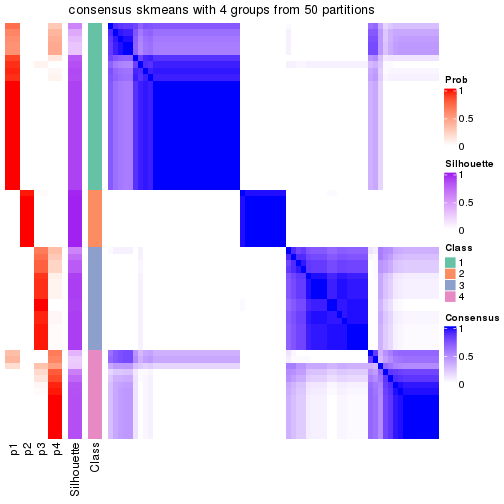 consensus skmeans with 4 groups from 50 partitions
Prob
1
0.5
0
Silhouette
1
0.5
0
Class
1
2
3
4
Consensus
1
0.5
0
p1
p2
p3
p4
Silhouette
Class